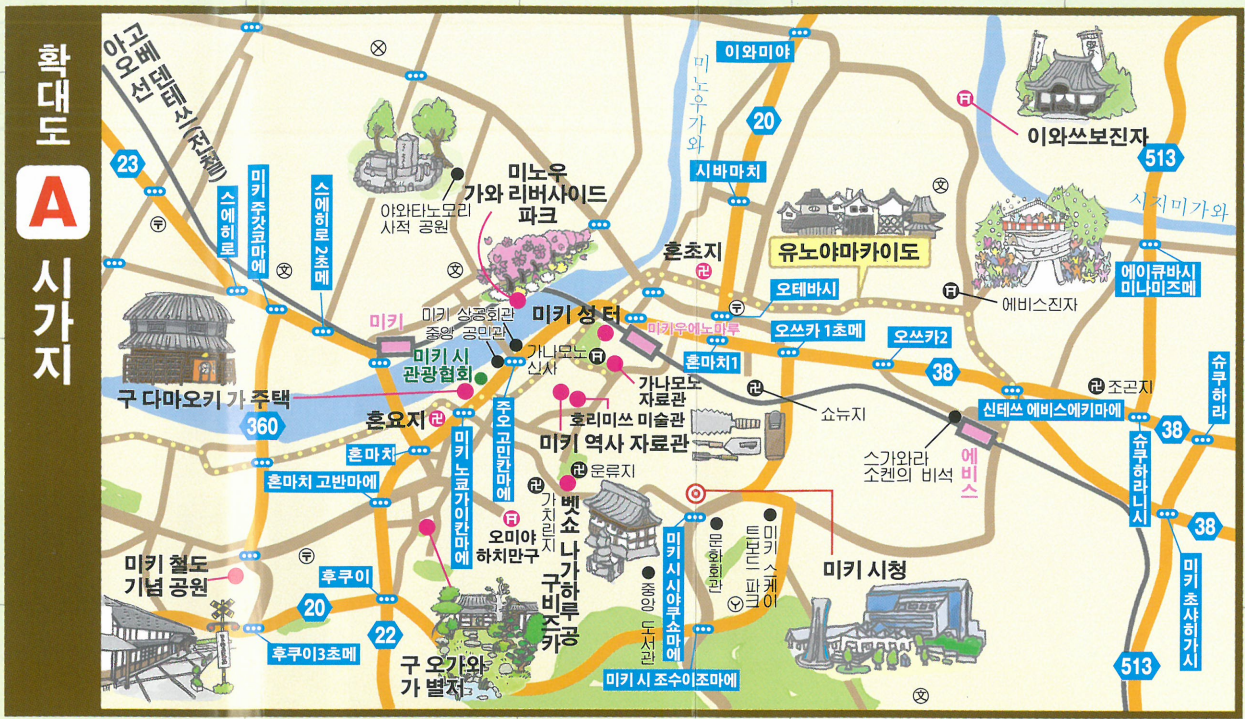 확대도
A
시가지
고베 덴테쓰(전철)
아오 선
23
스에히로
미키 주갓코마에
스에히로 2초메
야와타노모리
사적 공원
미노우
가와 리버사이드
파크
미노우가와
이와미야
20
시바마치
이와쓰보진자
513
시지미가와
에이큐바시
미나미즈메
유노야마카이도
에비스진자
혼초지
오테바시
미키
미키 상공회관
중앙 공민관
미키 성 터
미키우에노마루
혼마치1
오쓰카 1초메
오쓰카2
38
미키 시
관광협회
가나모노
신사
가나모노
자료관
호리미쓰 미술관
미키 역사 자료관
구 다마오키 가 주택
360
혼요지
혼마치
혼마치 고반마에
미키 노쿄가이칸마에
주오 고민칸마에
쇼뉴지
조곤지
신테쓰 에비스에키마에
슈쿠하라
38
슈쿠하라니시
스가와라
소켄의 비석
에비스
38
운류지
가치린지
벳쇼 나가하루 공
구비즈카
오미야
하치만구
미키 철도
기념 공원
후쿠이
20
22
후쿠이3초메
구 오가와
가 별저
미키 시 시야쿠쇼마에
중앙 도서관
문화회관
미키 스케이
트보드 파크
미키 시청
미키 시 조수이조마에
미키 초샤히가시
513